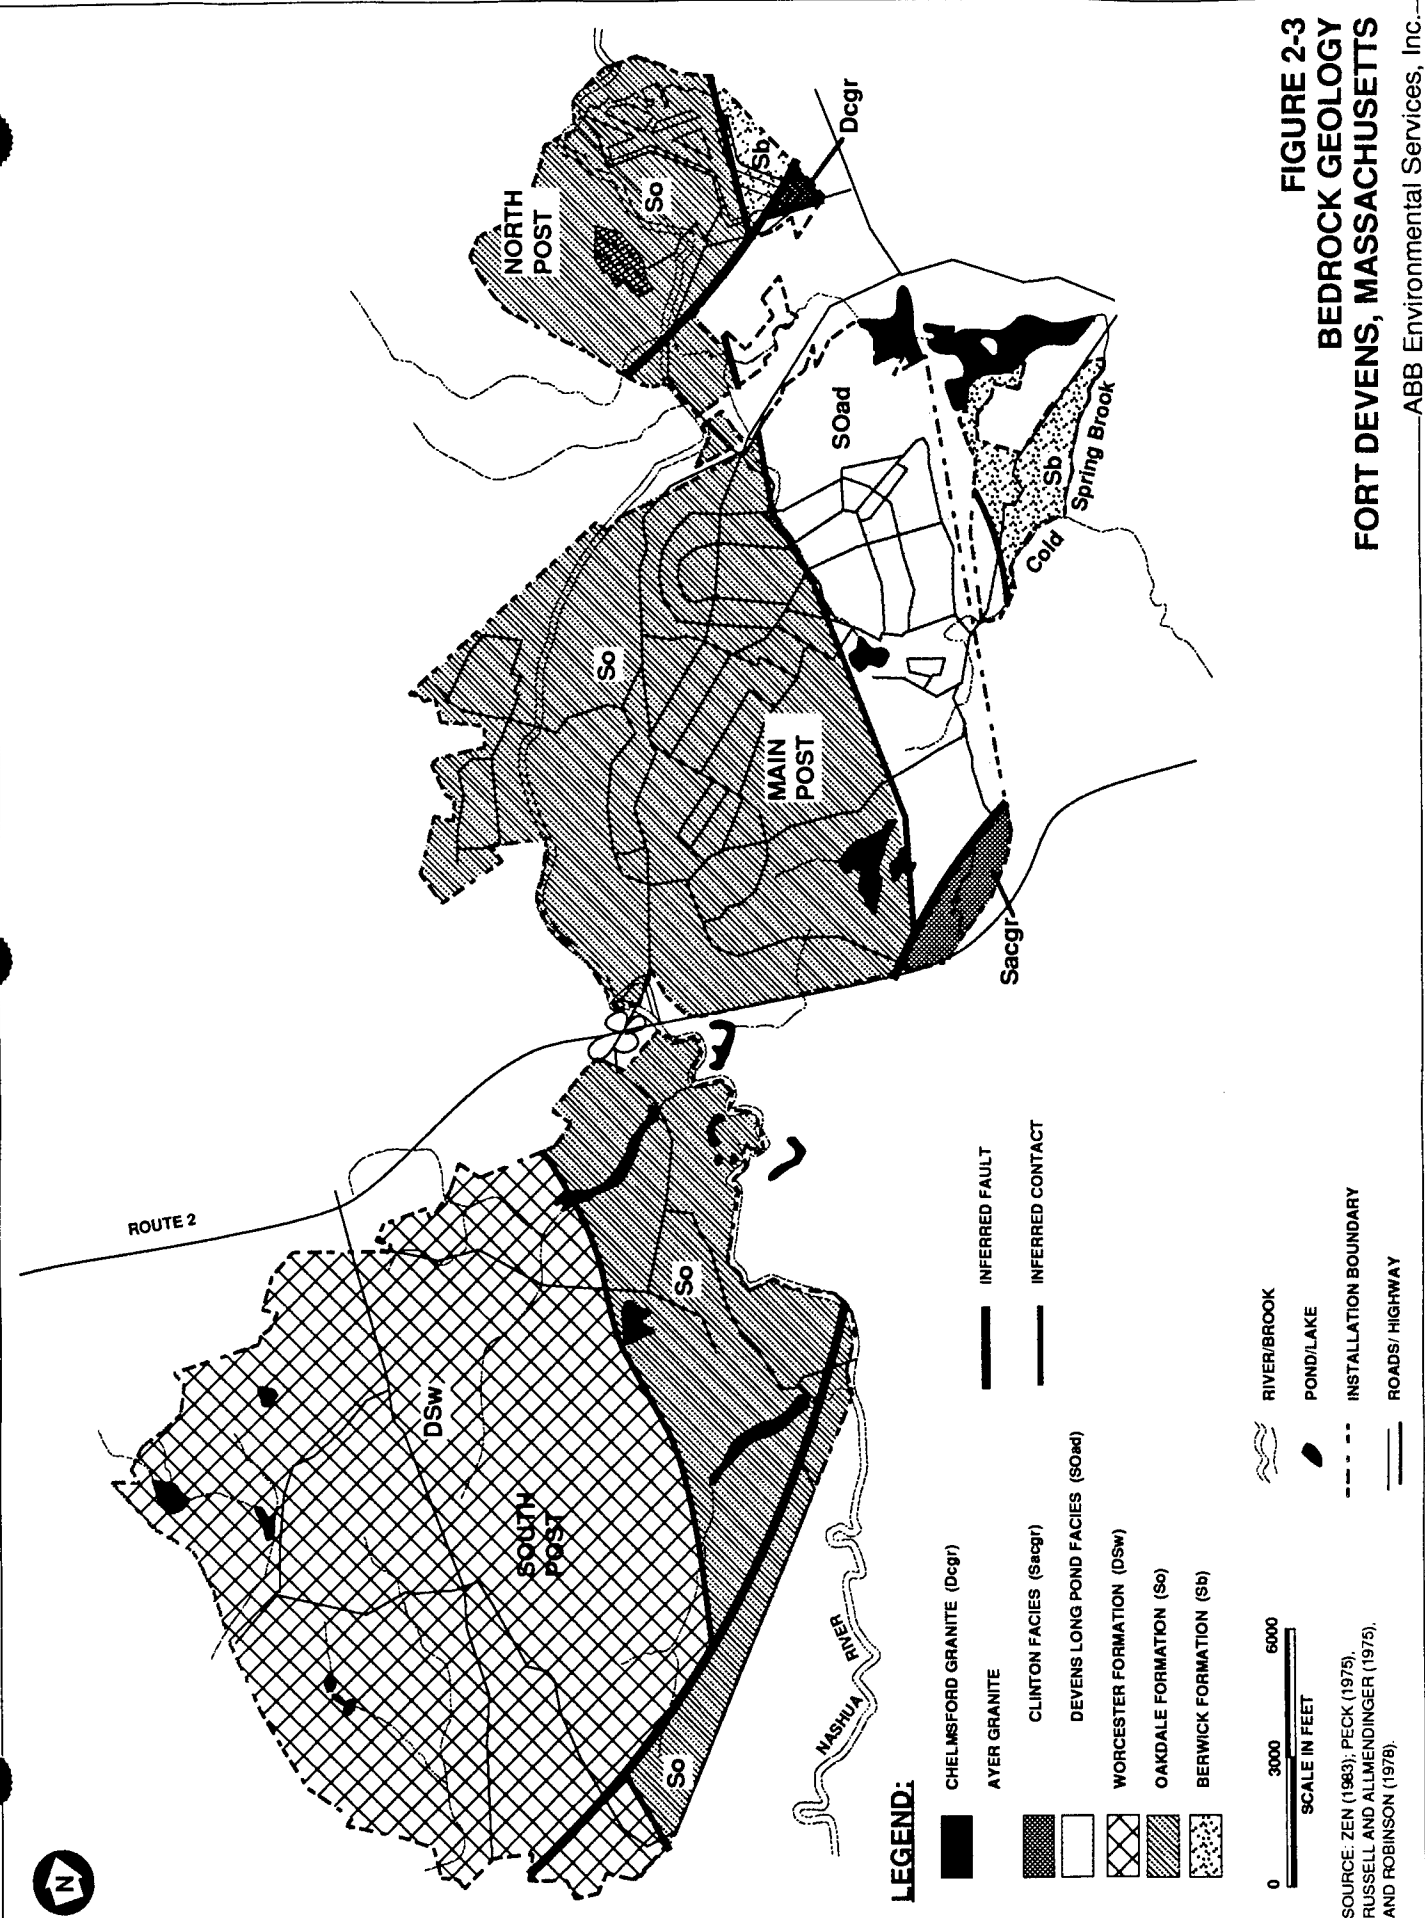 N
ROUTE 2
NORTH
POST
So
Sb
Dcgr
SOad
Sb
Cold Spring Brook
So
MAIN
POST
Sacgr
DSw
SOUTH
POST
So
So
NASHUA RIVER
LEGEND:
CHELMSFORD GRANITE (Dcgr)
AYER GRANITE
CLINTON FACIES (Sacgr)
DEVENS LONG POND FACIES (SOad)
WORCESTER FORMATION (DSw)
OAKDALE FORMATION (So)
BERWICK FORMATION (Sb)
INFERRED FAULT
INFERRED CONTACT
RIVER/BROOK
POND/LAKE
INSTALLATION BOUNDARY
ROADS/ HIGHWAY
0 3000 6000
SCALE IN FEET
SOURCE: ZEN (1983); PECK (1975),
RUSSELL AND ALLMENDINGER (1975),
AND ROBINSON (1978).
FIGURE 2-3
BEDROCK GEOLOGY
FORT DEVENS, MASSACHUSETTS
ABB Environmental Services, Inc.